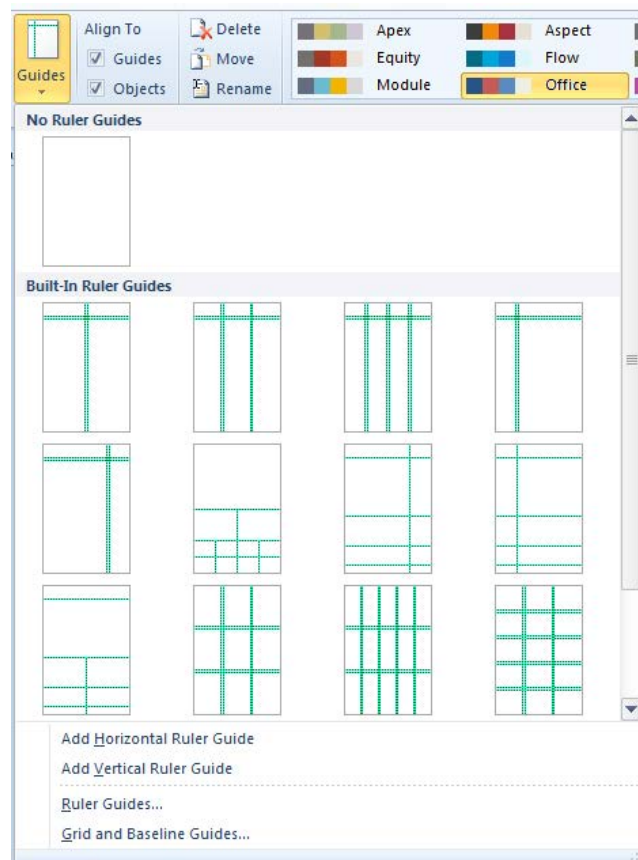 Guides
Align To
Guides
Objects
Delete
Move
Rename
Apex
Aspect
Equity
Flow
Module
Office
No Ruler Guides
Built-In Ruler Guides
Add Horizontal Ruler Guide
Add Vertical Ruler Guide
Ruler Guides...
Grid and Baseline Guides...